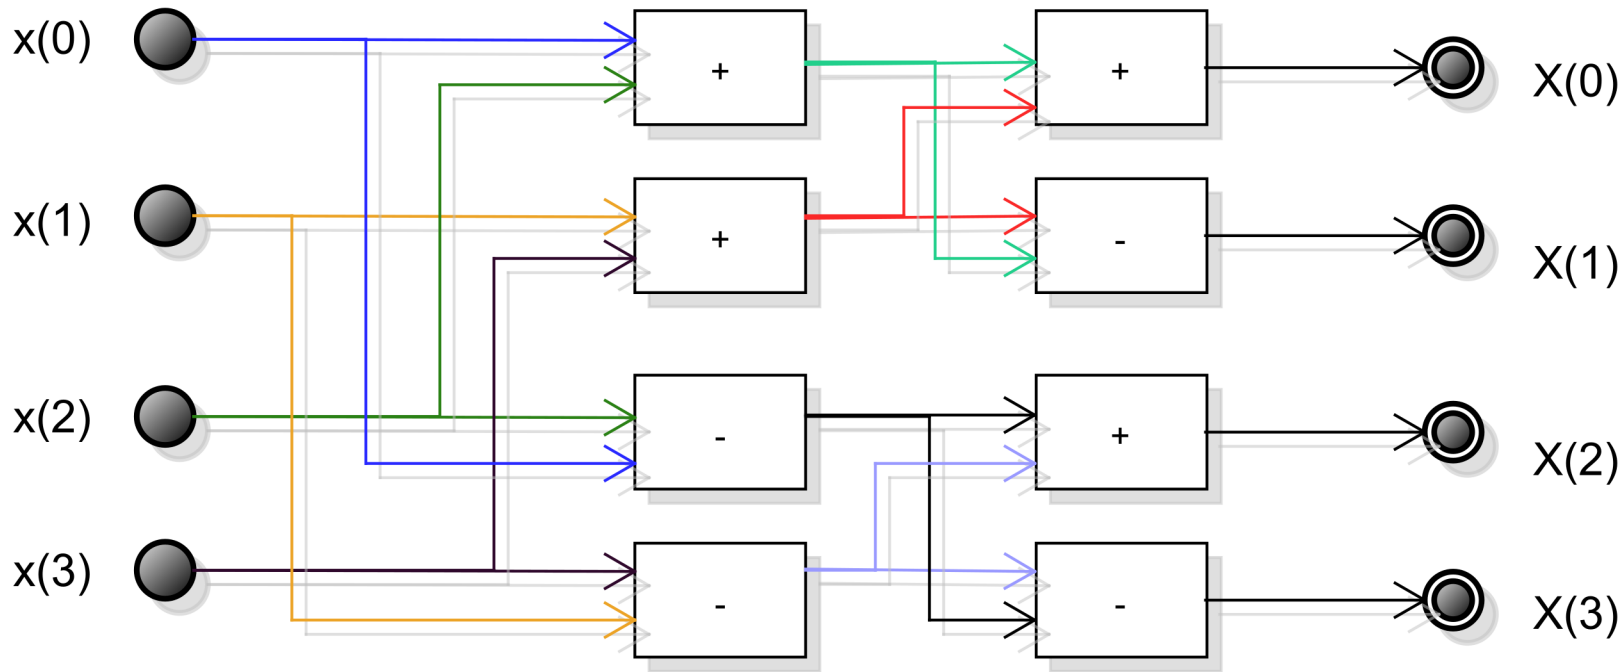 x(0)
+
+
X(0)
x(1)
+
-
X(1)
x(2)
-
+
X(2)
x(3)
-
-
X(3)